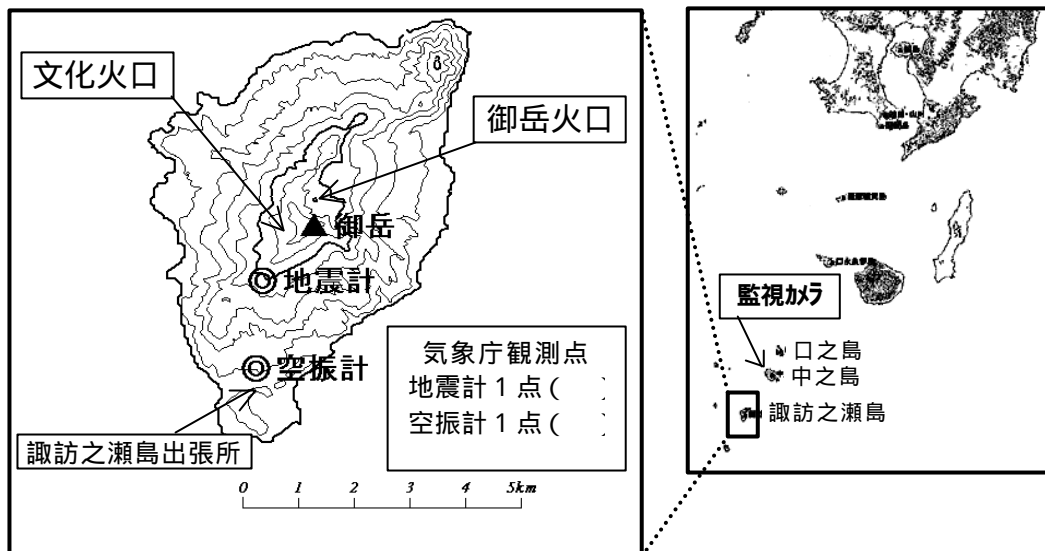 文化火口
御岳火口
御岳
地震計
空振計
諏訪之瀬島出張所
気象庁観測点
地震計1点(
空振計1点(
0 1 2 3 4 5km
監視カメラ
口之島
中之島
諏訪之瀬島